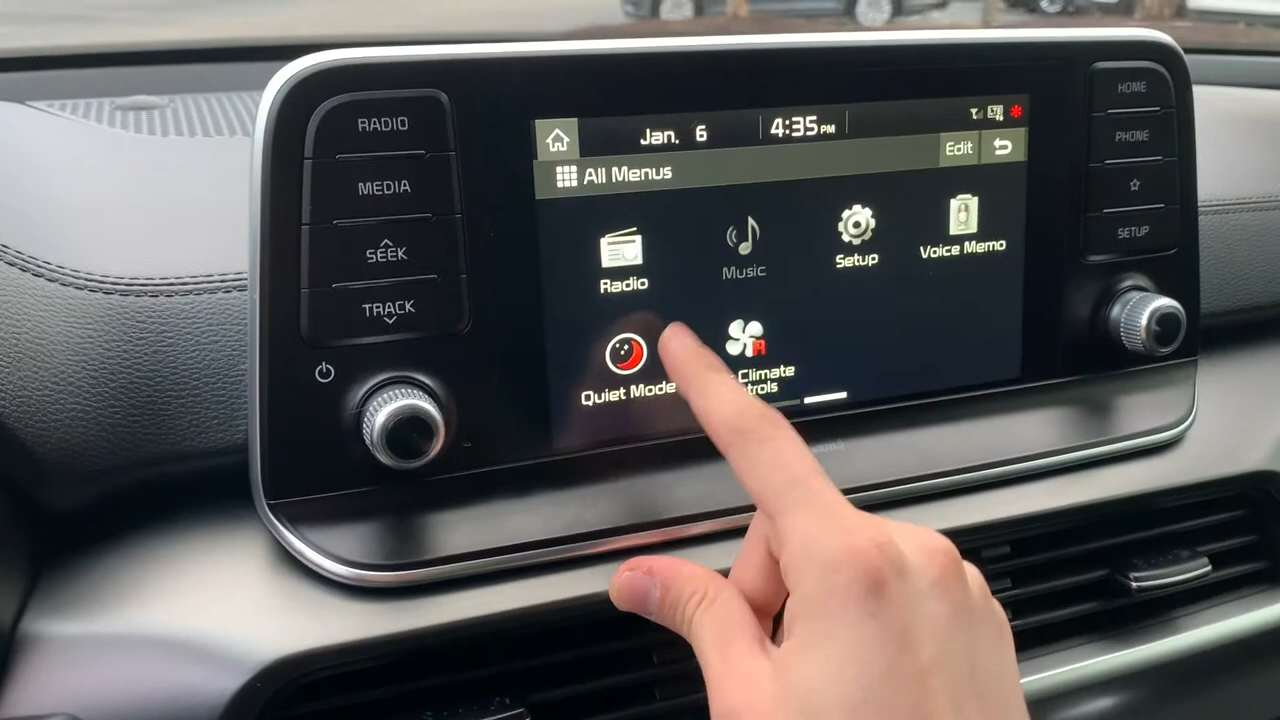 RADIO
MEDIA
SEEK
TRACK
Jan. 6
4:35 PM
LTE
All Menus
Edit
Radio
Music
Setup
Voice Memo
Quiet Mode
Climate
HOME
PHONE
SETUP